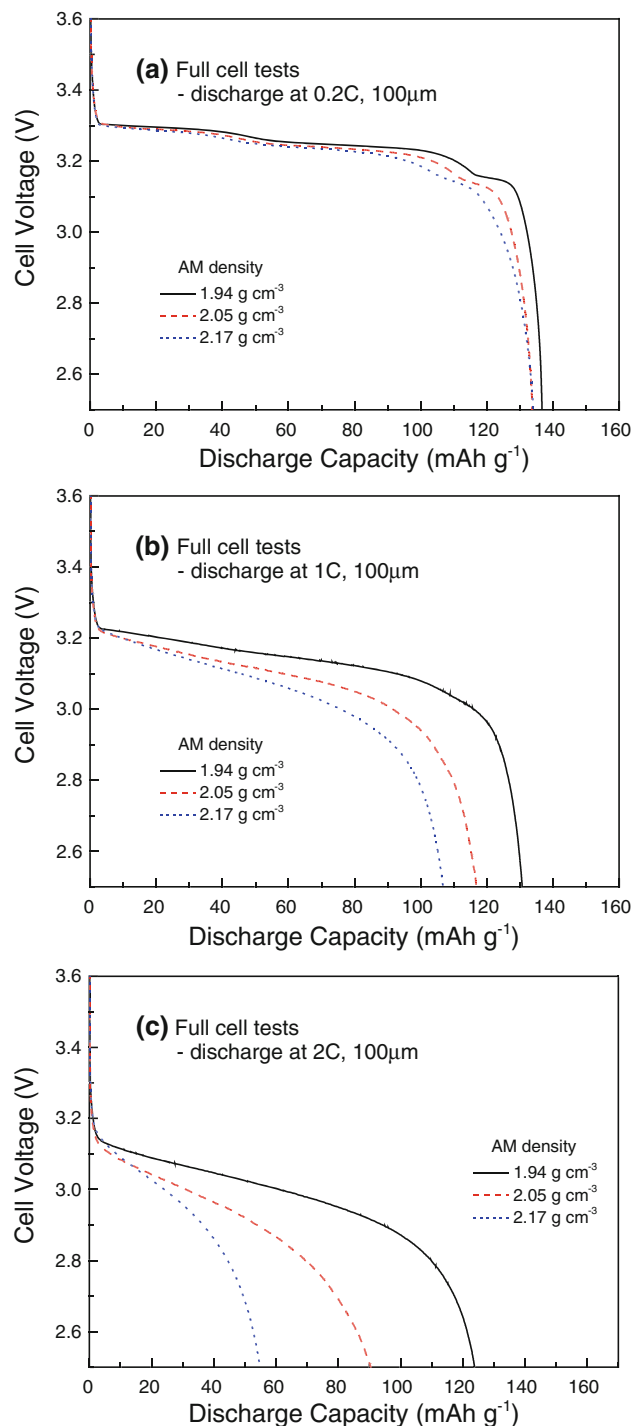 3.6
3.4
3.2
3.0
2.8
2.6
Cell Voltage (V)
(a) Full cell tests
- discharge at 0.2C, 100μm
AM density
1.94 g cm-3
2.05 g cm-3
2.17 g cm-3
0 20 40 60 80 100 120 140 160
Discharge Capacity (mAh g-1)
3.6
3.4
3.2
3.0
2.8
2.6
Cell Voltage (V)
(b) Full cell tests
- discharge at 1C, 100μm
AM density
1.94 g cm-3
2.05 g cm-3
2.17 g cm-3
0 20 40 60 80 100 120 140 160
Discharge Capacity (mAh g-1)
3.6
3.4
3.2
3.0
2.8
2.6
Cell Voltage (V)
(c) Full cell tests
- discharge at 2C, 100μm
AM density
1.94 g cm-3
2.05 g cm-3
2.17 g cm-3
0 20 40 60 80 100 120 140 160
Discharge Capacity (mAh g-1)